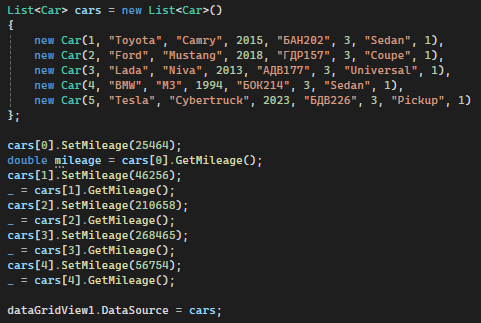 List<Car> cars = new List<Car>()
{
new Car(1, "Toyota", "Camry", 2015, "БАН202", 3, "Sedan", 1),
new Car(2, "Ford", "Mustang", 2018, "ГДР157", 3, "Coupe", 1),
new Car(3, "Lada", "Niva", 2013, "АДВ177", 3, "Universal", 1),
new Car(4, "BMW", "M3", 1994, "БОК214", 3, "Sedan", 1),
new Car(5, "Tesla", "Cybertruck", 2023, "БДВ226", 3, "Pickup", 1)
};
cars[0].SetMileage(25464);
double mileage = cars[0].GetMileage();
cars[1].SetMileage(46256);
_ = cars[1].GetMileage();
cars[2].SetMileage(210658);
_ = cars[2].GetMileage();
cars[3].SetMileage(268465);
_ = cars[3].GetMileage();
cars[4].SetMileage(56754);
_ = cars[4].GetMileage();
dataGridView1.DataSource = cars;